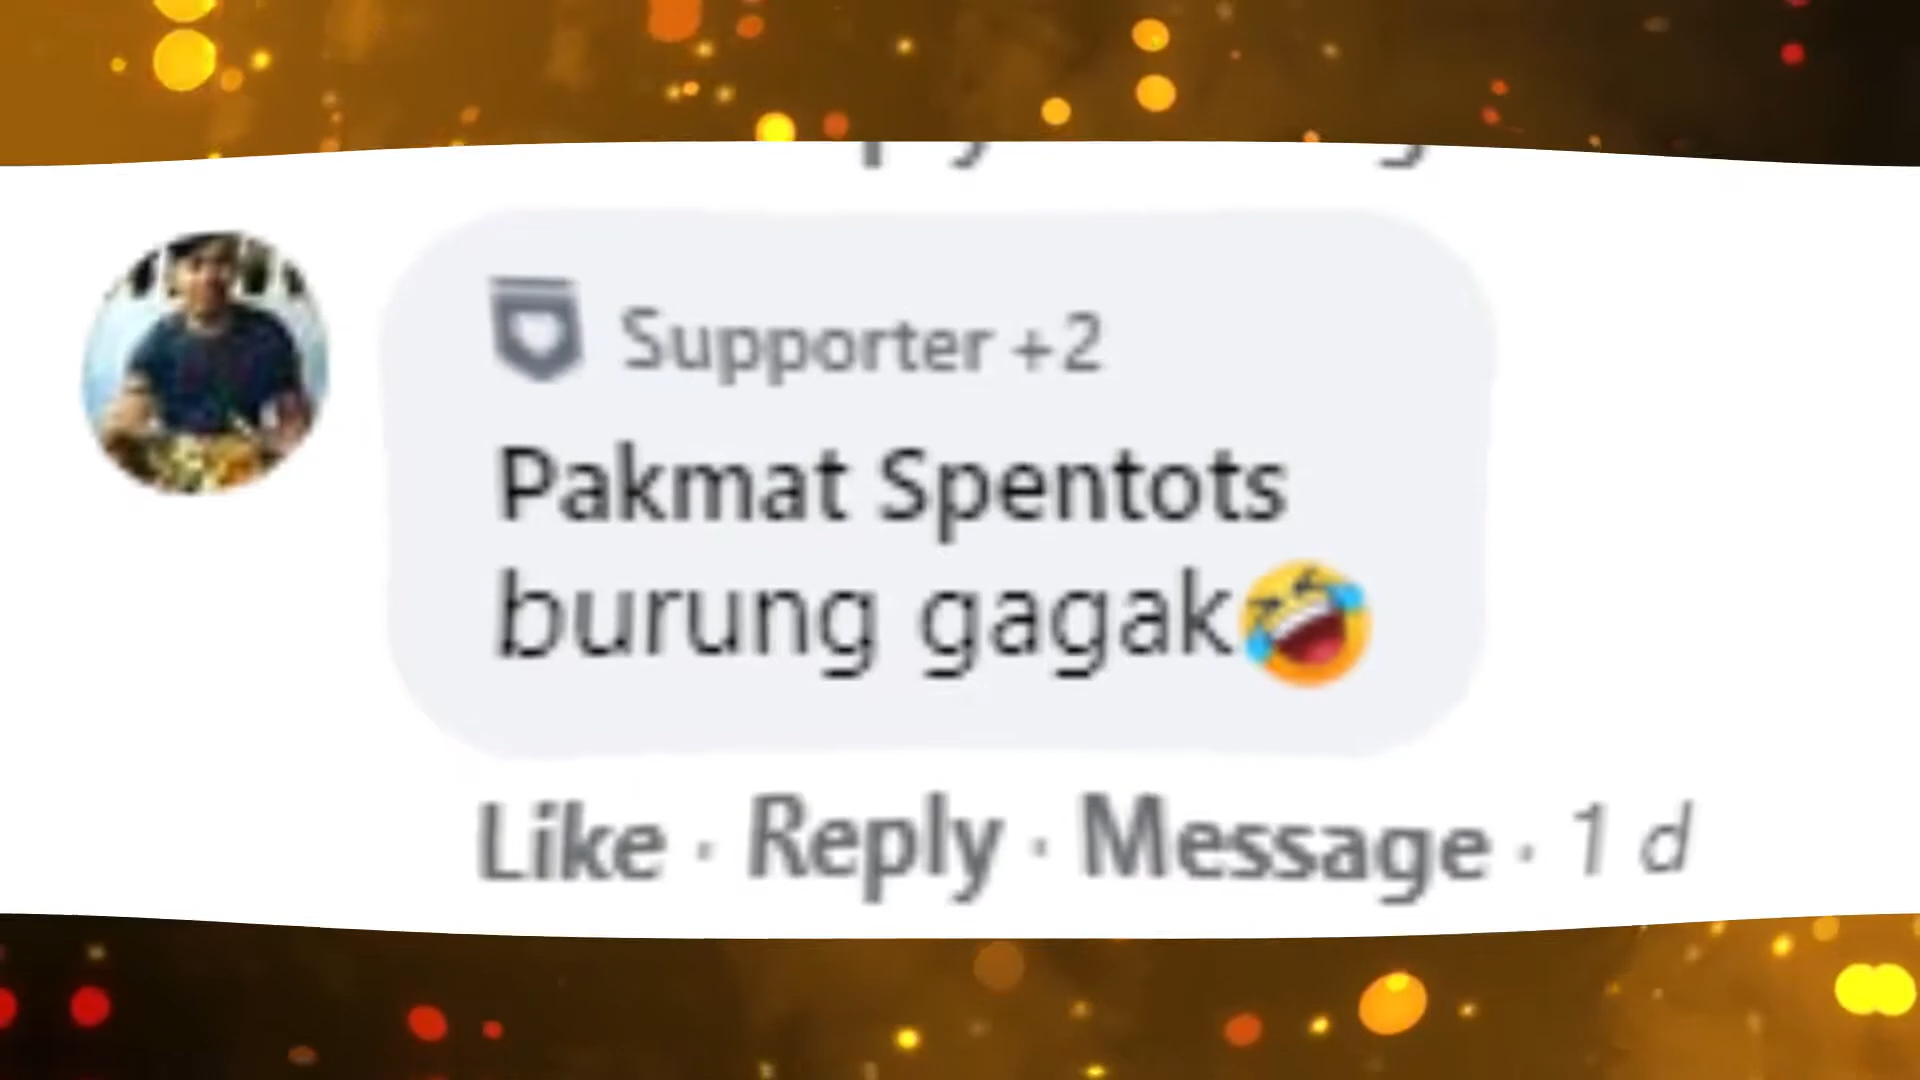 Supporter +2
Pakmat Spentots
burung gagak🤣
Like · Reply · Message · 1 d